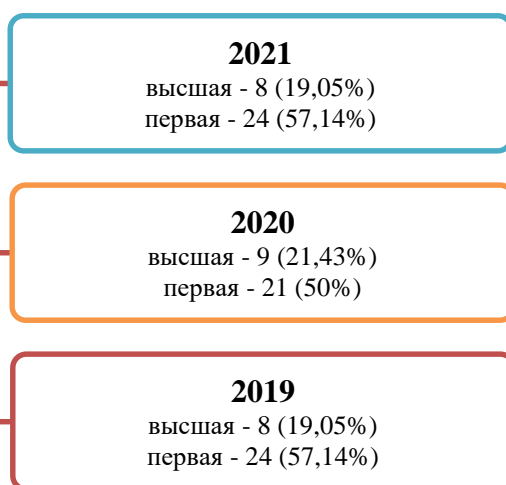 2021
высшая - 8 (19,05%)
первая - 24 (57,14%)
2020
высшая - 9 (21,43%)
первая - 21 (50%)
2019
высшая - 8 (19,05%)
первая - 24 (57,14%)